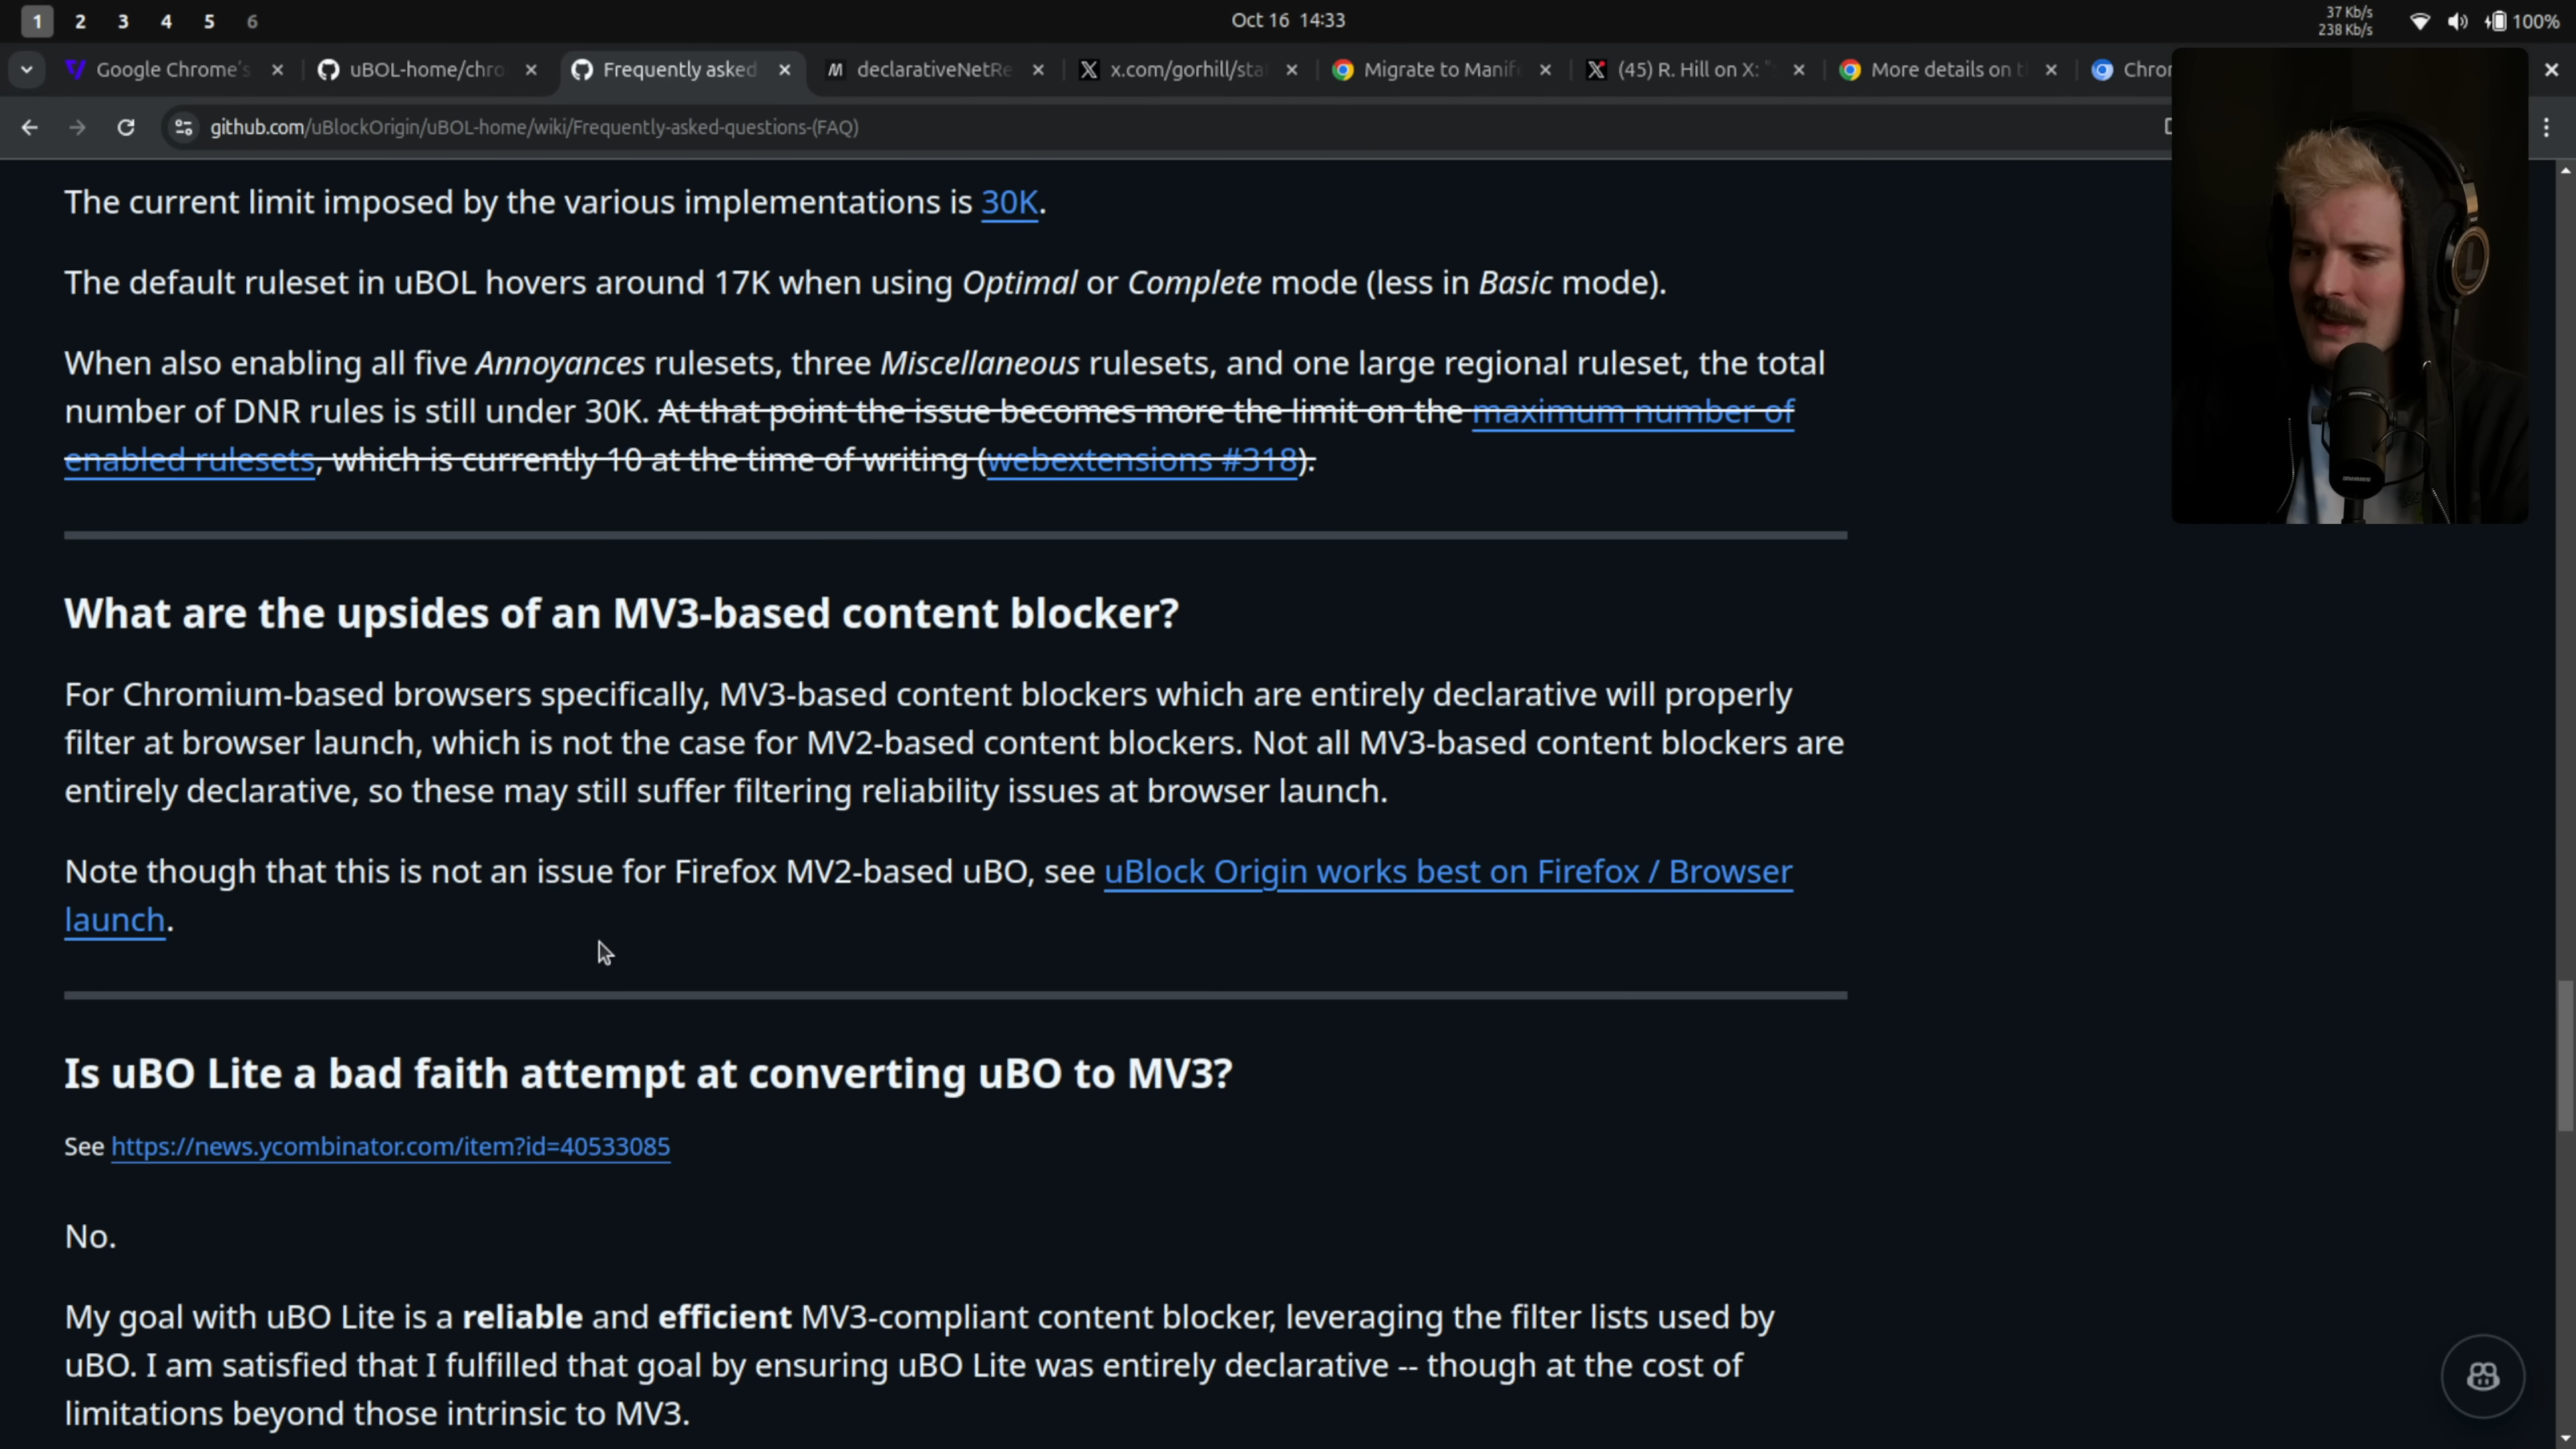 1 2 3 4 5 6
Oct 16 14:33
37 Kb/s
238 Kb/s
100%
Google Chrome's
uBOL-home/chro
Frequently asked
declarativeNetRe
x.com/gorhill/sta
Migrate to Manif
(45) R. Hill on X: "
More details on t
Chro
github.com/uBlockOrigin/uBOL-home/wiki/Frequently-asked-questions-(FAQ)
The current limit imposed by the various implementations is 30K.
The default ruleset in uBOL hovers around 17K when using Optimal or Complete mode (less in Basic mode).
When also enabling all five Annoyances rulesets, three Miscellaneous rulesets, and one large regional ruleset, the total
number of DNR rules is still under 30K. At that point the issue becomes more the limit on the maximum number of
enabled rulesets, which is currently 10 at the time of writing (webextensions #318).
What are the upsides of an MV3-based content blocker?
For Chromium-based browsers specifically, MV3-based content blockers which are entirely declarative will properly
filter at browser launch, which is not the case for MV2-based content blockers. Not all MV3-based content blockers are
entirely declarative, so these may still suffer filtering reliability issues at browser launch.
Note though that this is not an issue for Firefox MV2-based uBO, see uBlock Origin works best on Firefox / Browser
launch.
Is uBO Lite a bad faith attempt at converting uBO to MV3?
See https://news.ycombinator.com/item?id=40533085
No.
My goal with uBO Lite is a reliable and efficient MV3-compliant content blocker, leveraging the filter lists used by
uBO. I am satisfied that I fulfilled that goal by ensuring uBO Lite was entirely declarative -- though at the cost of
limitations beyond those intrinsic to MV3.